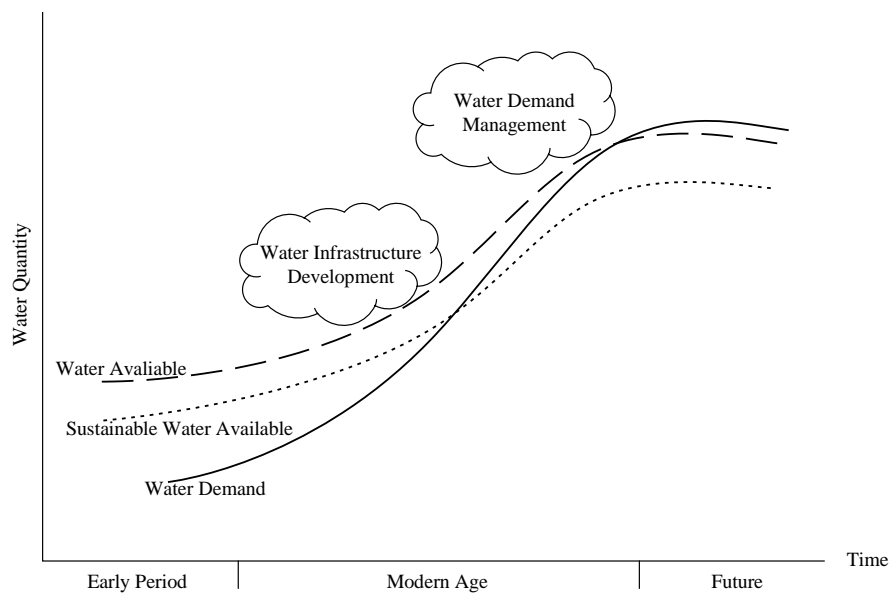 Water Demand
Management
Water Infrastructure
Development
Water Quantity
Water Avaliable
Sustainable Water Available
Water Demand
Time
Early Period
Modern Age
Future